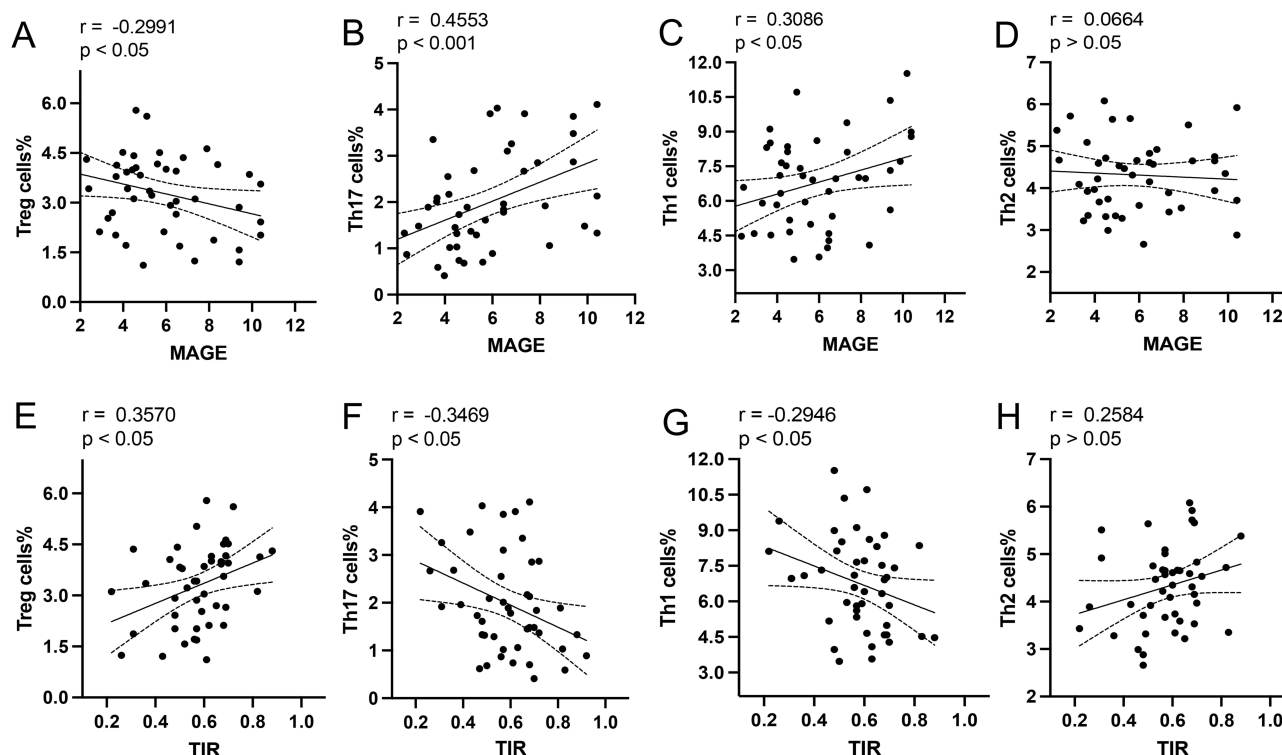 A
r = -0.2991
p < 0.05
Treg cells%
6.0
4.5
3.0
1.5
0.0
2 4 6 8 10 12
MAGE
B
r = 0.4553
p < 0.001
Th17 cells%
5
4
3
2
1
0
2 4 6 8 10 12
MAGE
C
r = 0.3086
p < 0.05
Th1 cells%
12.0
10.5
9.0
7.5
6.0
4.5
3.0
2 4 6 8 10 12
MAGE
D
r = 0.0664
p > 0.05
Th2 cells%
7
6
5
4
3
2
2 4 6 8 10 12
MAGE
E
r = 0.3570
p < 0.05
Treg cells%
6.0
4.5
3.0
1.5
0.0
0.2 0.4 0.6 0.8 1.0
TIR
F
r = -0.3469
p < 0.05
Th17 cells%
5
4
3
2
1
0
0.2 0.4 0.6 0.8 1.0
TIR
G
r = -0.2946
p < 0.05
Th1 cells%
12.0
10.5
9.0
7.5
6.0
4.5
3.0
0.2 0.4 0.6 0.8 1.0
TIR
H
r = 0.2584
p > 0.05
Th2 cells%
7
6
5
4
3
2
0.2 0.4 0.6 0.8 1.0
TIR